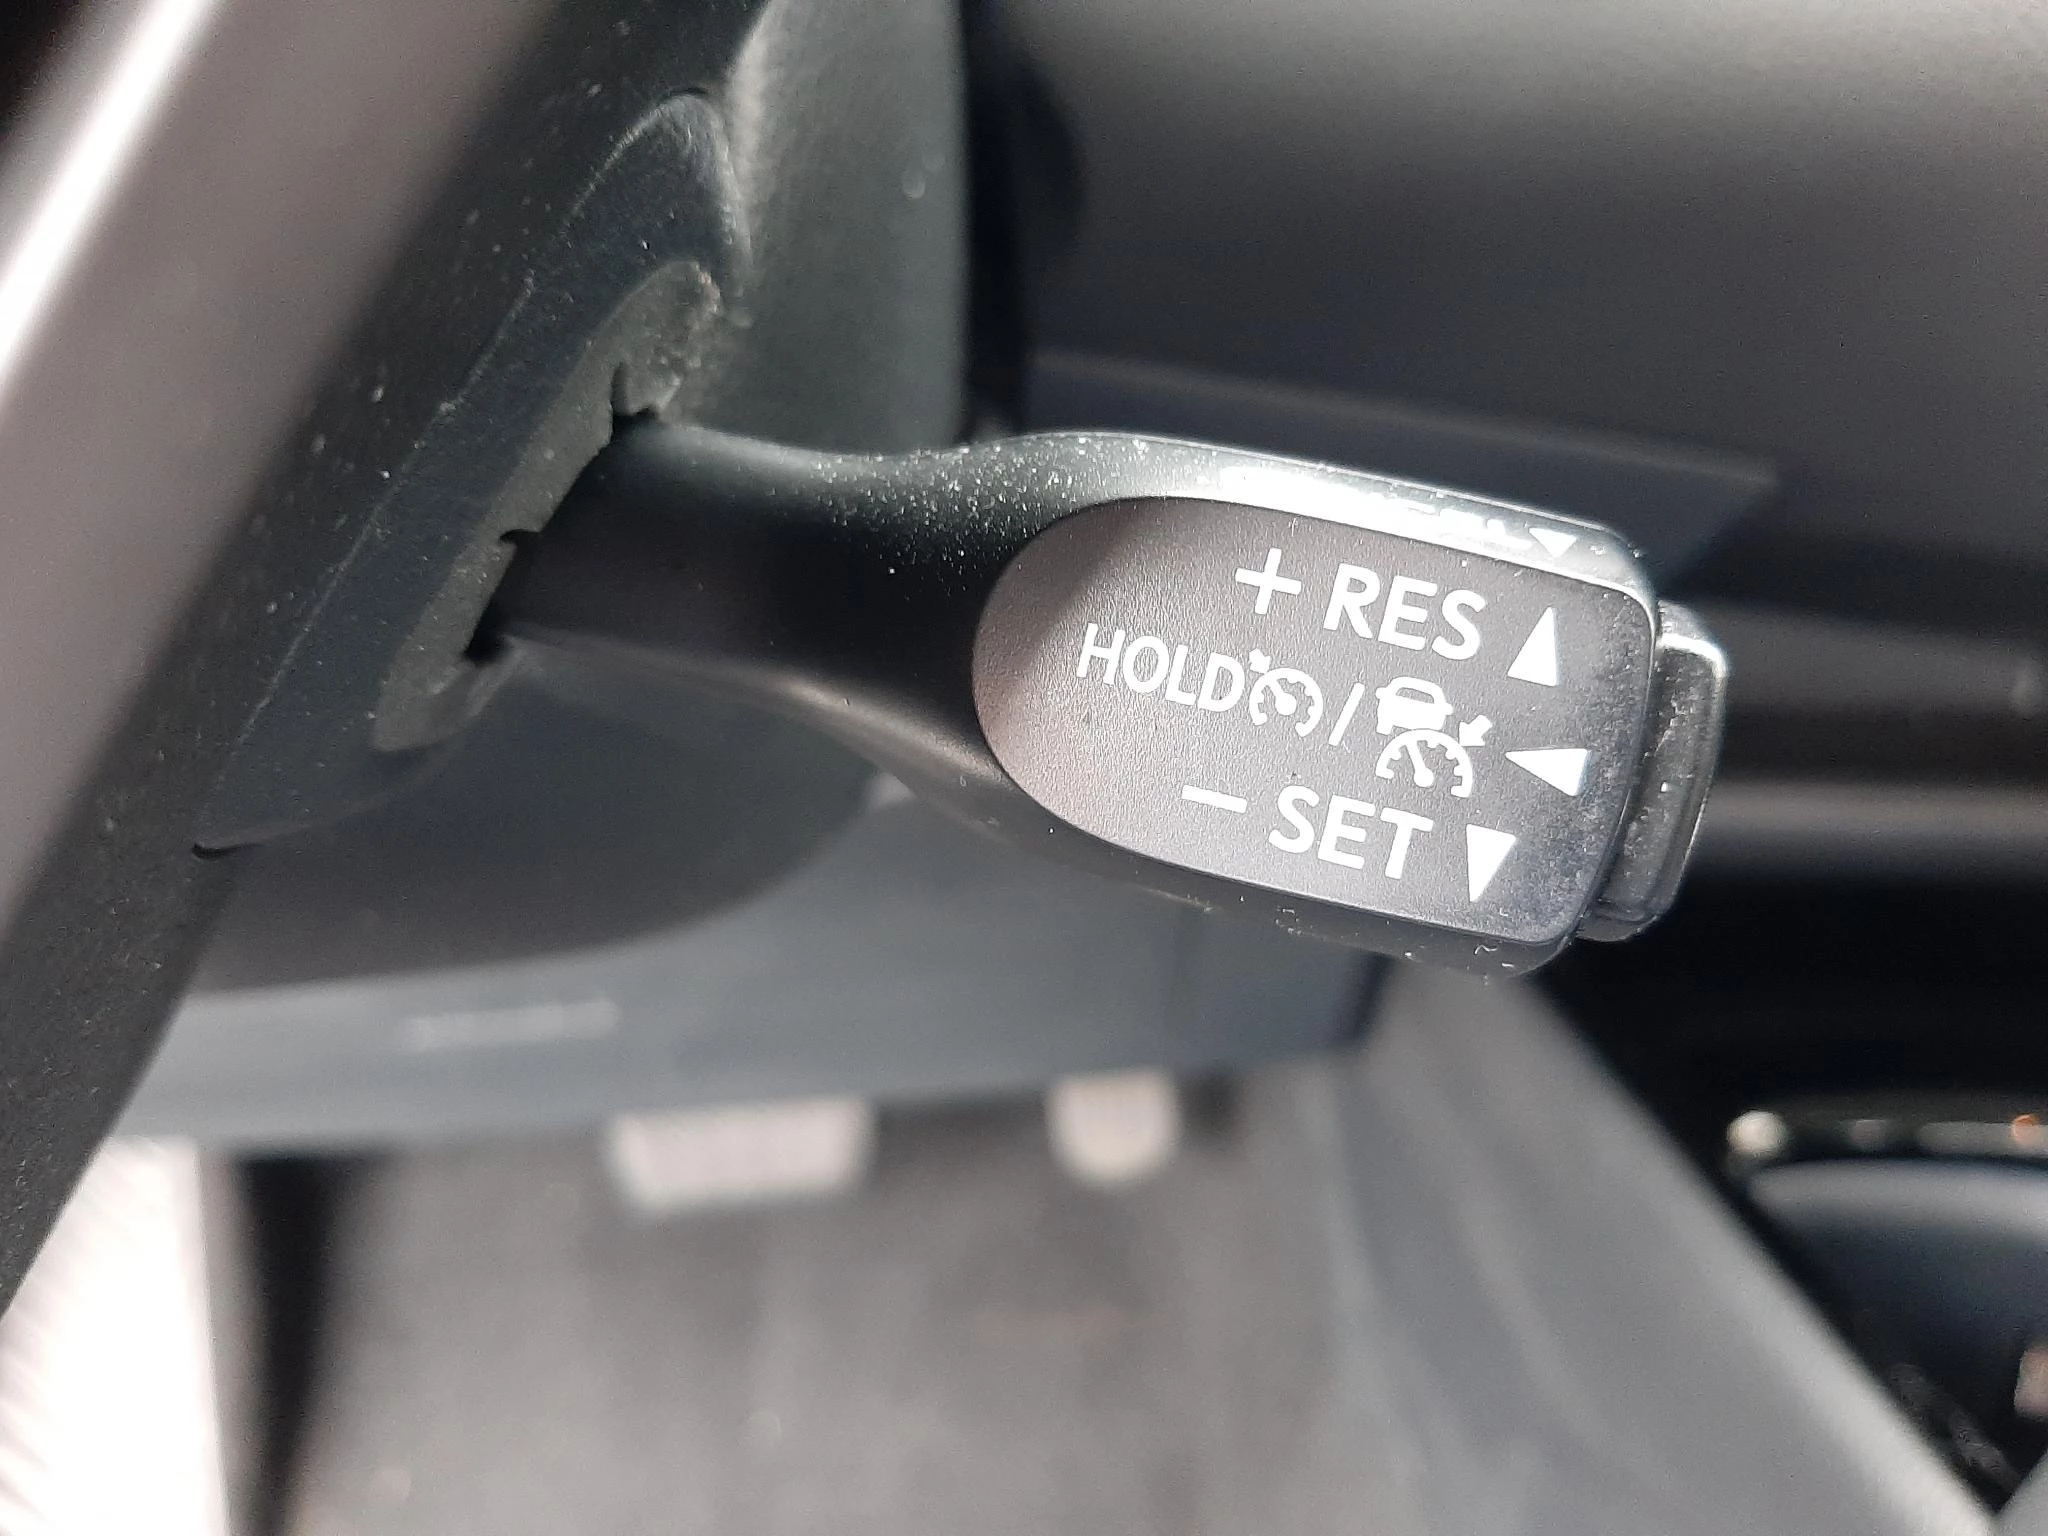 + RES
HOLD /
− SET